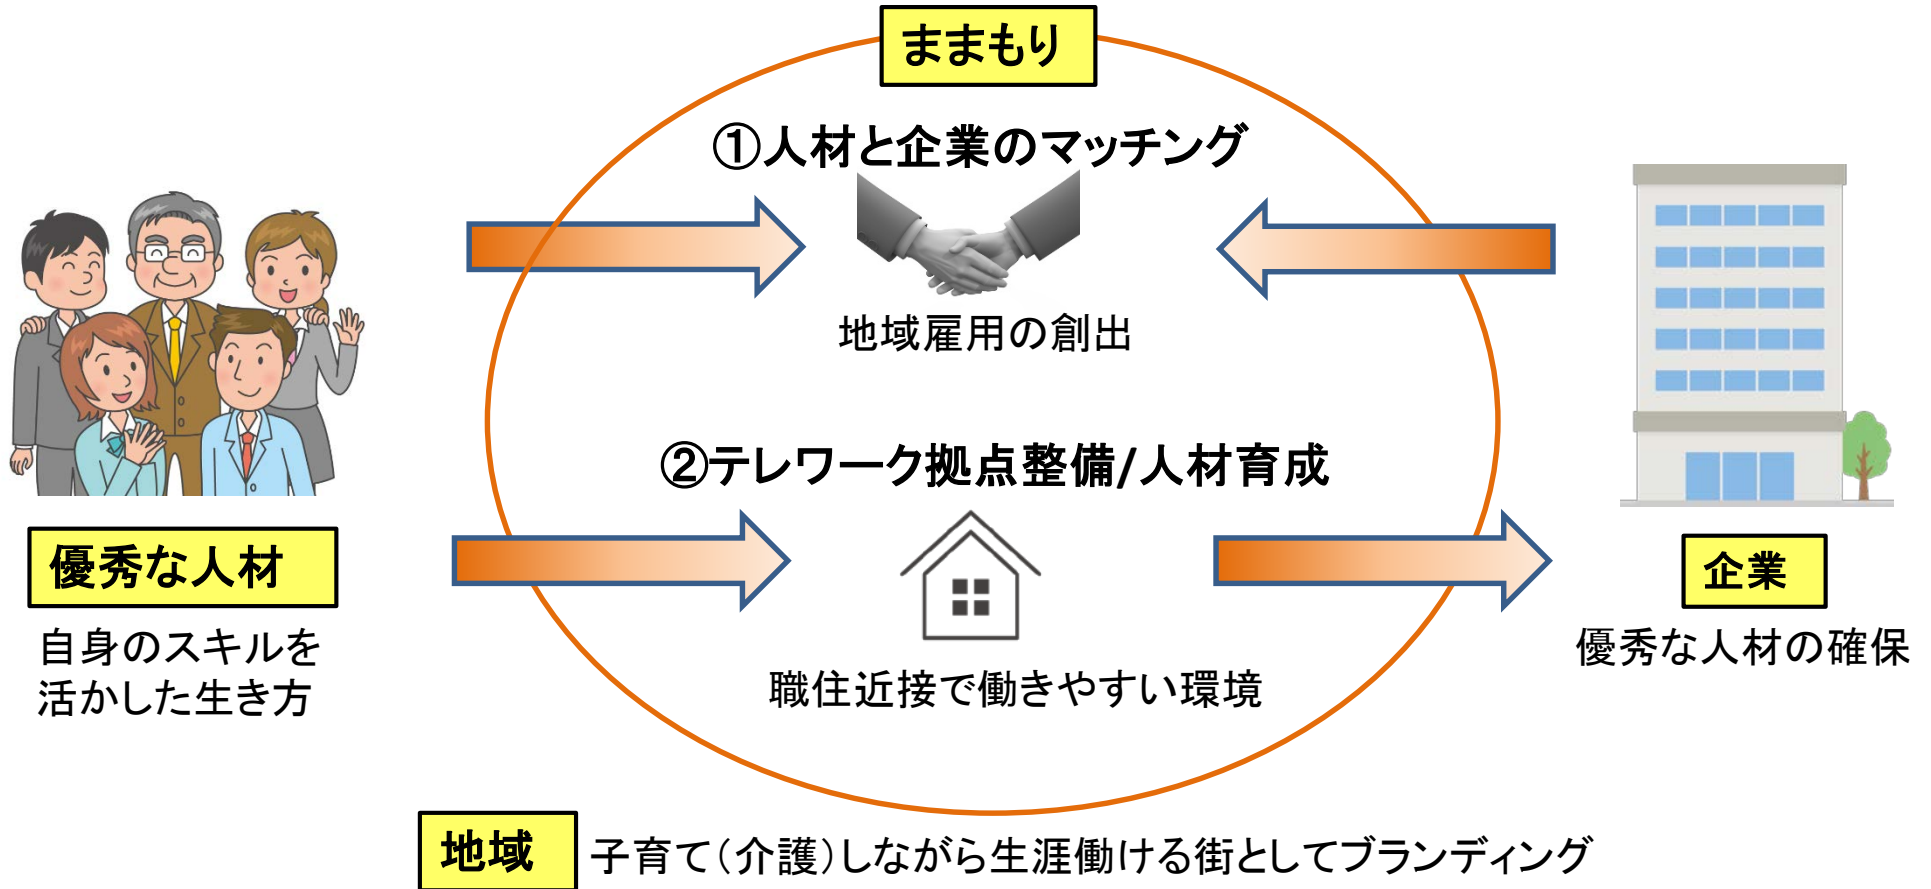 ままもり
①人材と企業のマッチング
地域雇用の創出
②テレワーク拠点整備/人材育成
優秀な人材
自身のスキルを
活かした生き方
職住近接で働きやすい環境
企業
優秀な人材の確保
地域
子育て（介護）しながら生涯働ける街としてブランディング